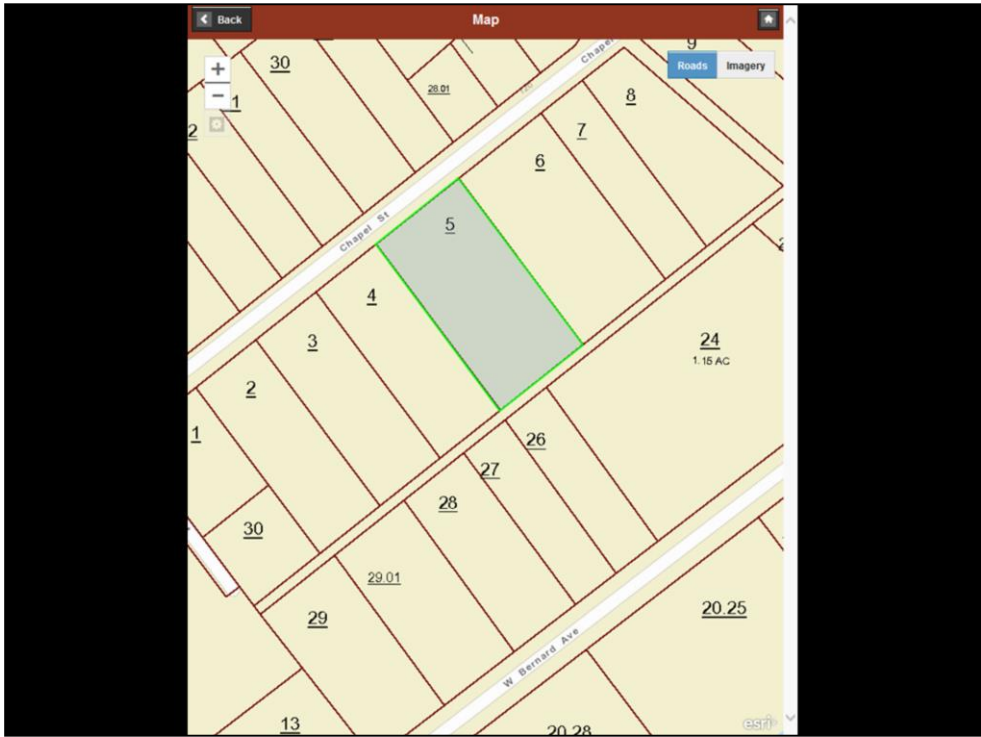 Back
Map
Roads
Imagery
+
−
30
28.01
9
8
7
6
Chapel
1
2
5
Chapel St
4
3
2
1
24
1.15 AC
26
27
28
30
29.01
29
20.25
W Bernard Ave
13
20.28
esri